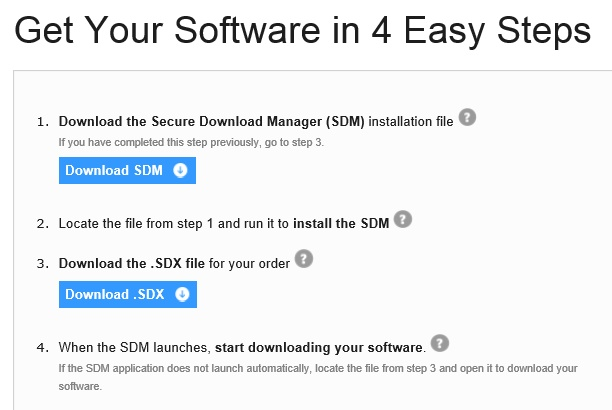 Get Your Software in 4 Easy Steps
1. Download the Secure Download Manager (SDM) installation file ?
If you have completed this step previously, go to step 3.
Download SDM
2. Locate the file from step 1 and run it to install the SDM ?
3. Download the .SDX file for your order ?
Download .SDX
4. When the SDM launches, start downloading your software. ?
If the SDM application does not launch automatically, locate the file from step 3 and open it to download your
software.